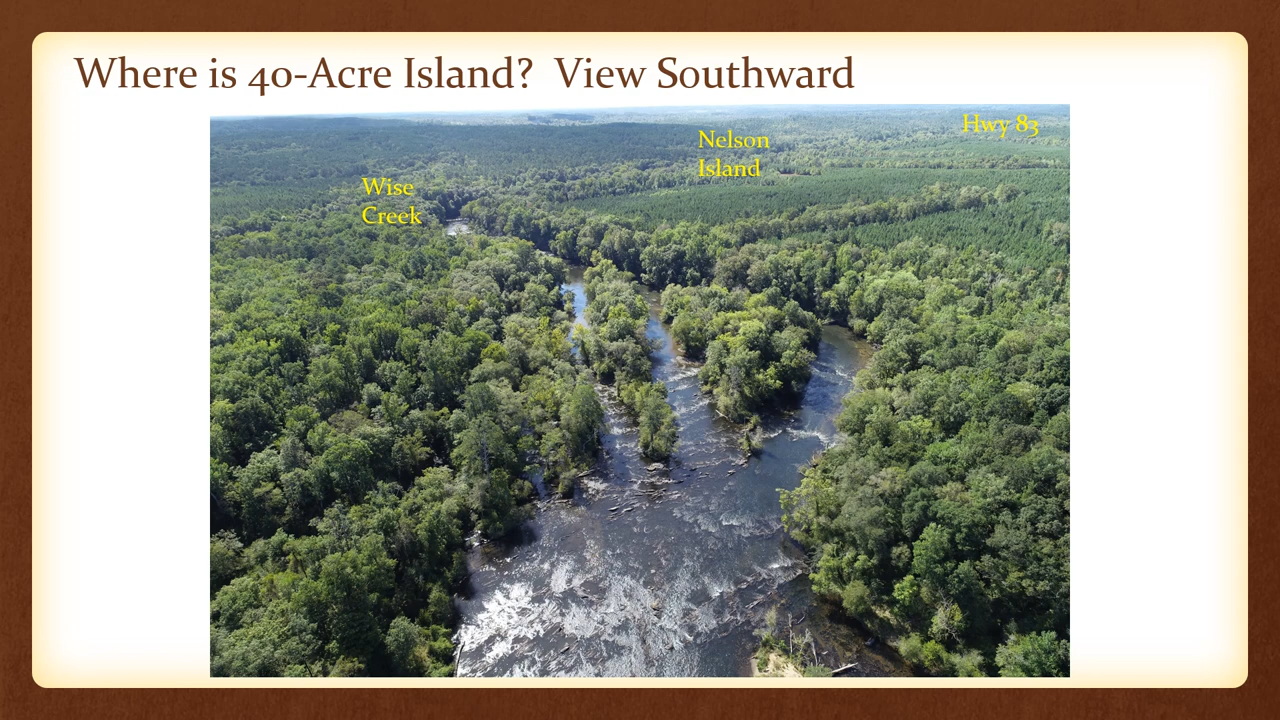 Where is 40-Acre Island?  View Southward
Hwy 83
Nelson
Island
Wise
Creek